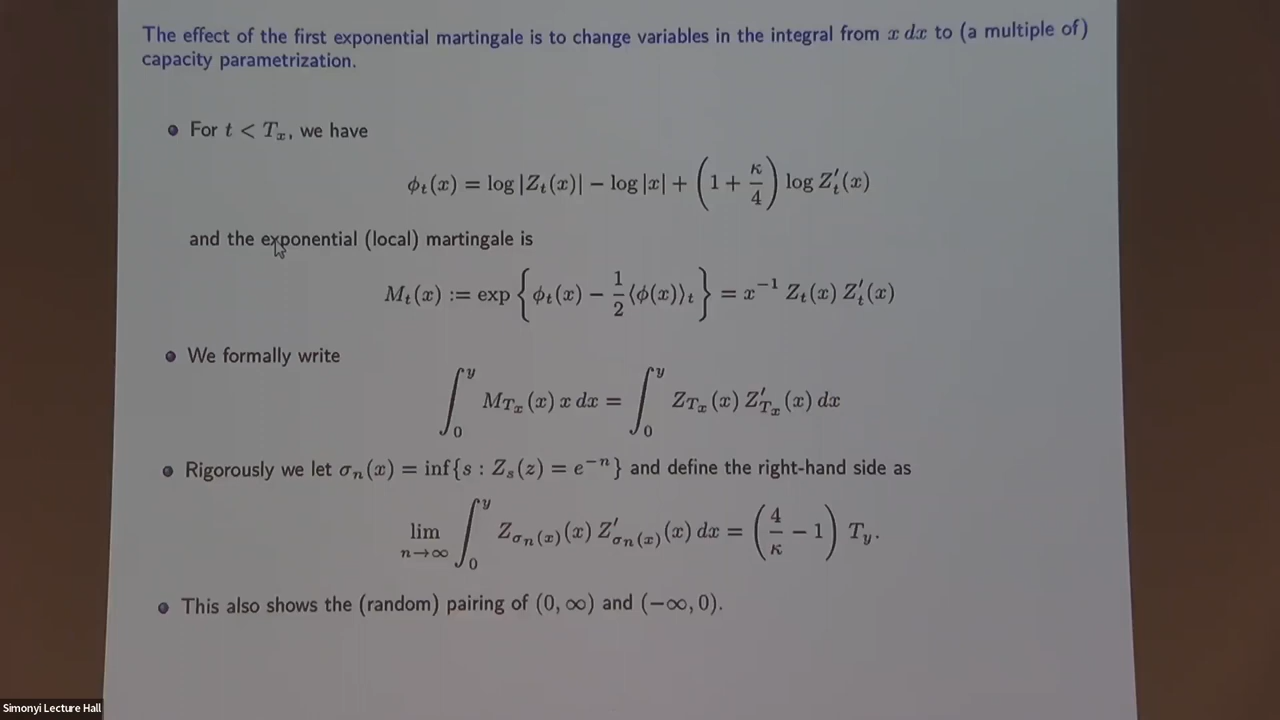 The effect of the first exponential martingale is to change variables in the integral from x dx to (a multiple of)
capacity parametrization.
• For t < T_x, we have
ϕ_t(x) = log |Z_t(x)| − log |x| + (1 + κ/4) log Z′_t(x)
and the exponential (local) martingale is
M_t(x) := exp {ϕ_t(x) − 1/2 ⟨ϕ(x)⟩_t} = x^{−1} Z_t(x) Z′_t(x)
• We formally write
∫_0^y M_{T_x}(x) x dx = ∫_0^y Z_{T_x}(x) Z′_{T_x}(x) dx
• Rigorously we let σ_n(x) = inf{s : Z_s(z) = e^{−n}} and define the right-hand side as
lim_{n→∞} ∫_0^y Z_{σ_n(x)}(x) Z′_{σ_n(x)}(x) dx = (4/κ − 1) T_y.
• This also shows the (random) pairing of (0, ∞) and (−∞, 0).
Simonyi Lecture Hall